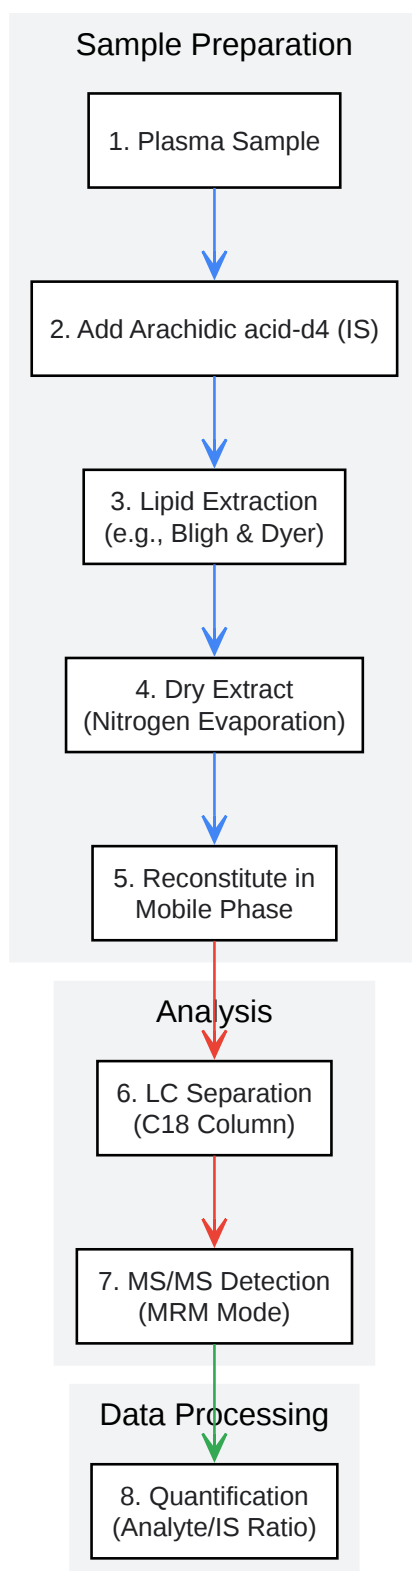 Sample Preparation
1. Plasma Sample
2. Add Arachidic acid-d4 (IS)
3. Lipid Extraction
(e.g., Bligh & Dyer)
4. Dry Extract
(Nitrogen Evaporation)
5. Reconstitute in
Mobile Phase
Analysis
6. LC Separation
(C18 Column)
7. MS/MS Detection
(MRM Mode)
Data Processing
8. Quantification
(Analyte/IS Ratio)